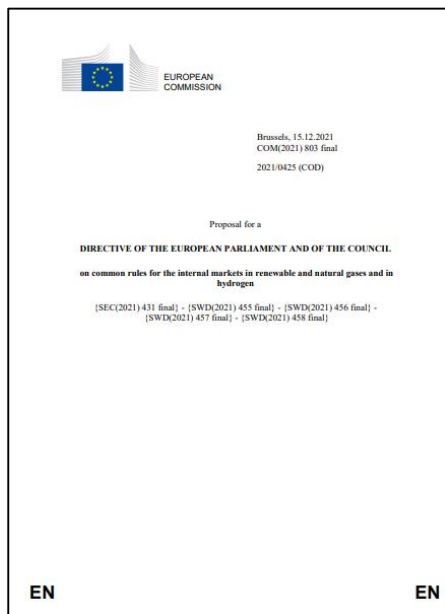 EUROPEAN
COMMISSION
Brussels, 15.12.2021
COM(2021) 803 final
2021/0425 (COD)
Proposal for a
DIRECTIVE OF THE EUROPEAN PARLIAMENT AND OF THE COUNCIL
on common rules for the internal markets in renewable and natural gases and in
hydrogen
{SEC(2021) 431 final} - {SWD(2021) 455 final} - {SWD(2021) 456 final} -
{SWD(2021) 457 final} - {SWD(2021) 458 final}
EN EN